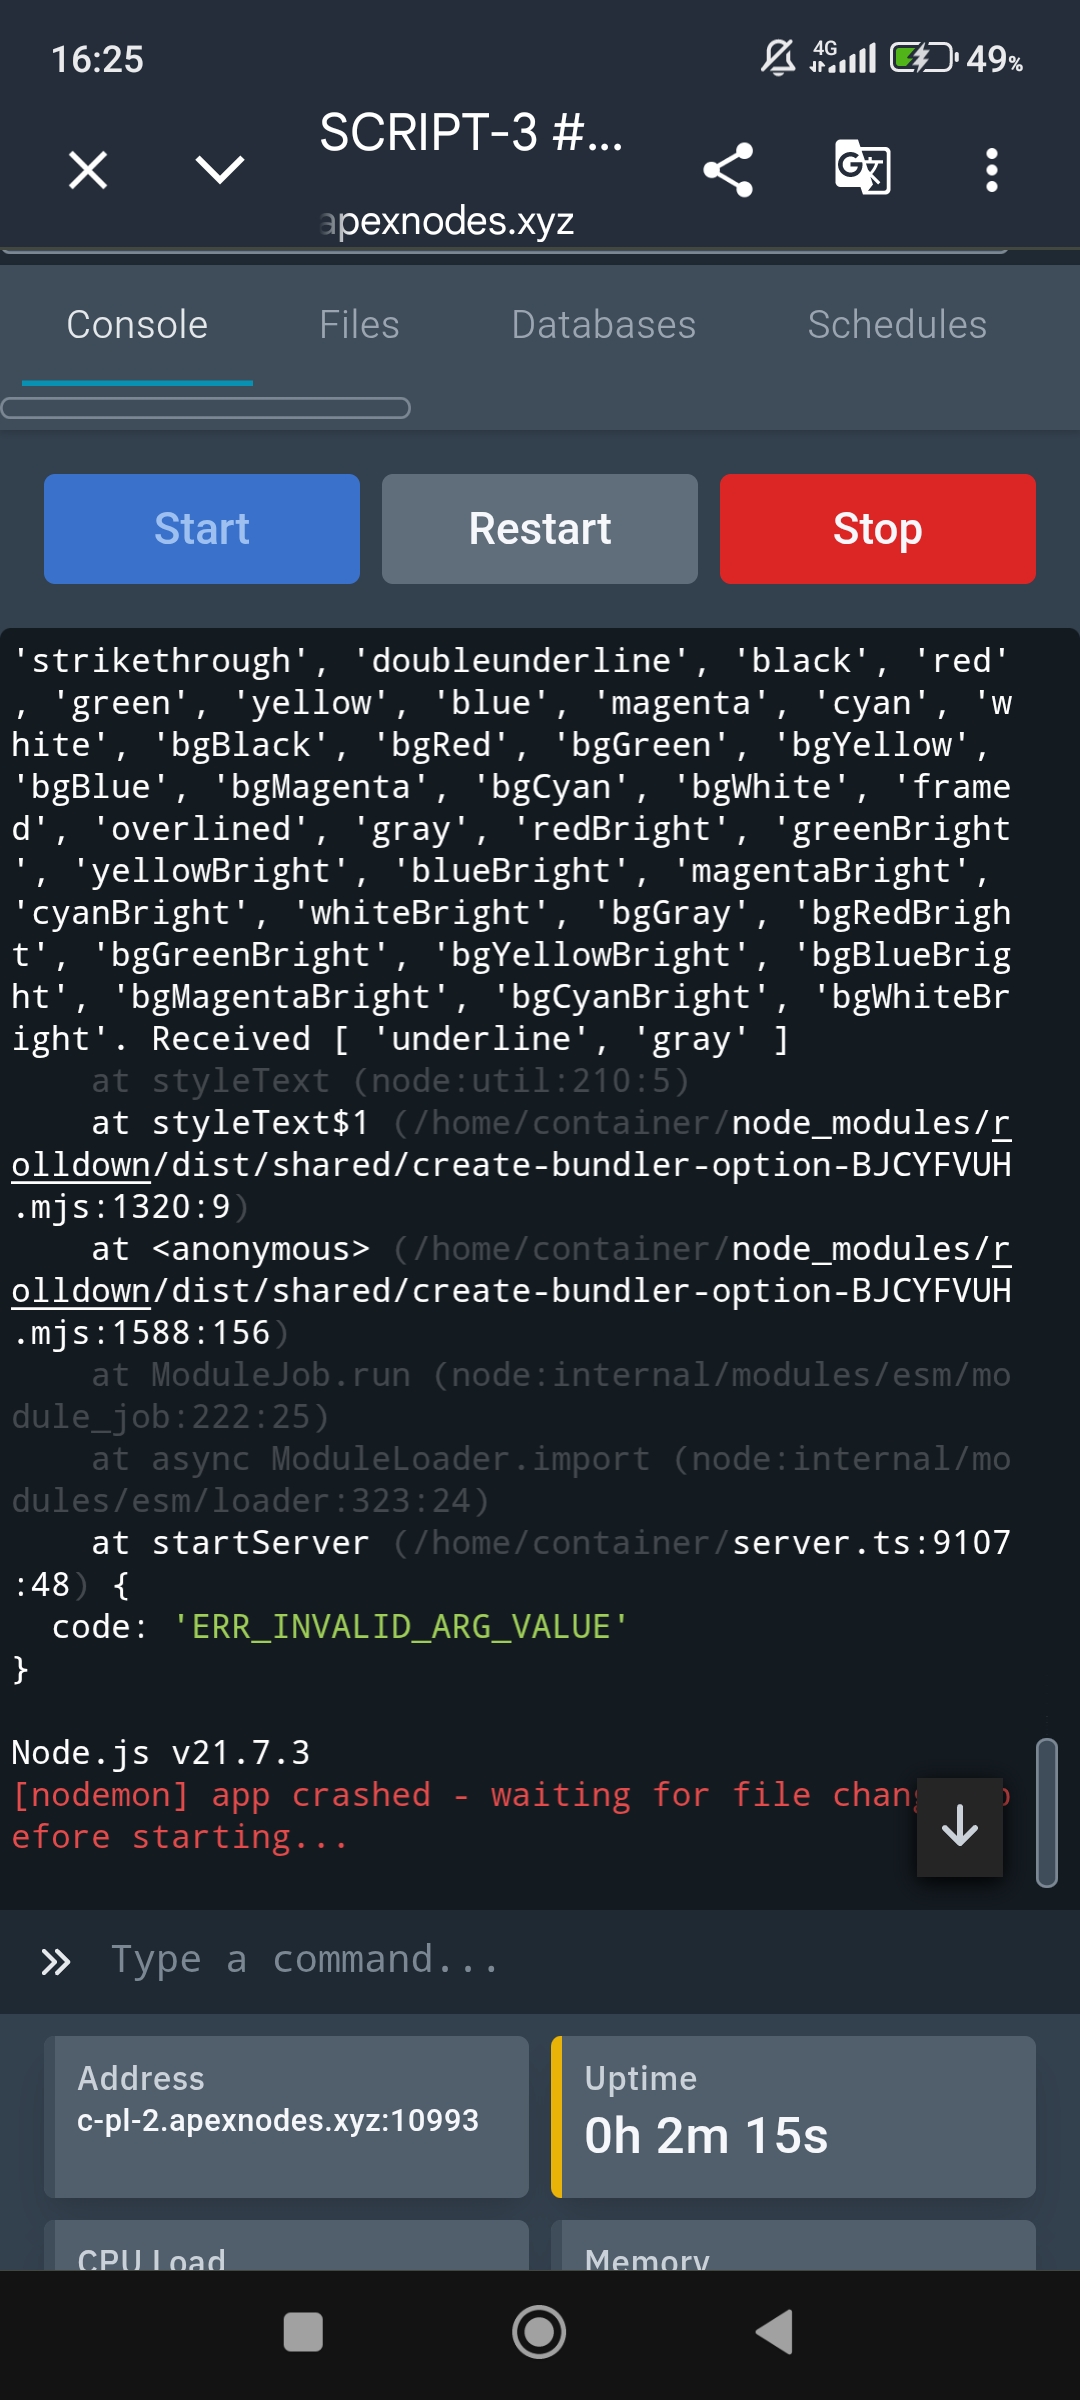 16:25
4G
49%
SCRIPT-3 #...
apexnodes.xyz
Console Files Databases Schedules
Start Restart Stop
'strikethrough', 'doubleunderline', 'black', 'red'
, 'green', 'yellow', 'blue', 'magenta', 'cyan', 'w
hite', 'bgBlack', 'bgRed', 'bgGreen', 'bgYellow',
'bgBlue', 'bgMagenta', 'bgCyan', 'bgWhite', 'frame
d', 'overlined', 'gray', 'redBright', 'greenBright
', 'yellowBright', 'blueBright', 'magentaBright',
'cyanBright', 'whiteBright', 'bgGray', 'bgRedBrigh
t', 'bgGreenBright', 'bgYellowBright', 'bgBlueBrig
ht', 'bgMagentaBright', 'bgCyanBright', 'bgWhiteBr
ight'. Received [ 'underline', 'gray' ]
at styleText (node:util:210:5)
at styleText$1 (/home/container/node_modules/r
olldown/dist/shared/create-bundler-option-BJCYFVUH
.mjs:1320:9)
at <anonymous> (/home/container/node_modules/r
olldown/dist/shared/create-bundler-option-BJCYFVUH
.mjs:1588:156)
at ModuleJob.run (node:internal/modules/esm/mo
dule_job:222:25)
at async ModuleLoader.import (node:internal/mo
dules/esm/loader:323:24)
at startServer (/home/container/server.ts:9107
:48) {
code: 'ERR_INVALID_ARG_VALUE'
}
Node.js v21.7.3
[nodemon] app crashed - waiting for file chang b
efore starting...
Type a command...
Address
c-pl-2.apexnodes.xyz:10993
Uptime
0h 2m 15s
CPU Load
Memory